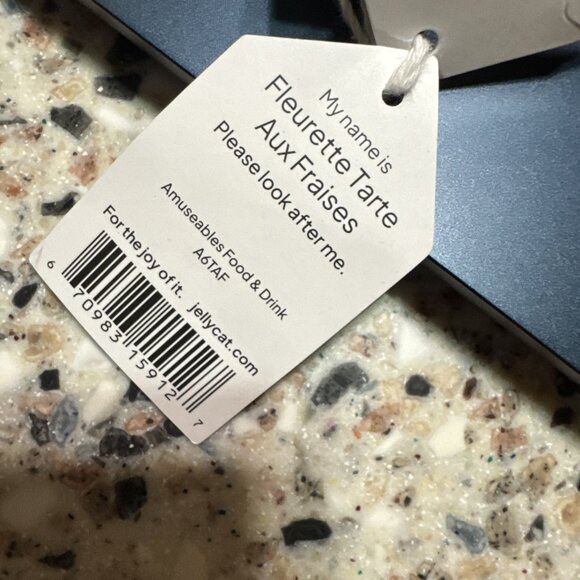 My name is
Fleurette Tarte
Aux Fraises
Please look after me.
Amuseables Food & Drink
A6TAF
For the joy of it. jellycat.com
6 70983 15912 7